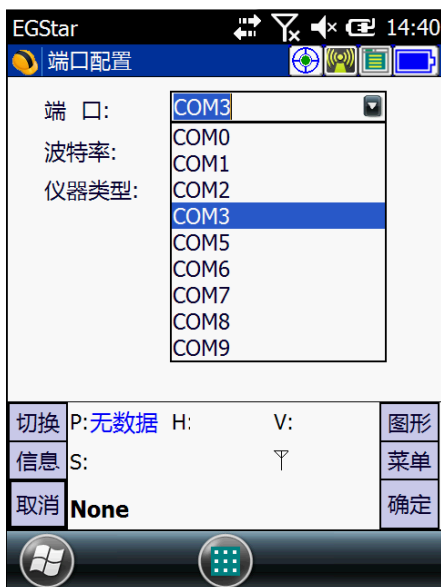 EGStar 14:40
端口配置
端 口: COM3
COM0
波特率: COM1
仪器类型: COM2
COM3
COM5
COM6
COM7
COM8
COM9
切换 P:无数据 H: V: 图形
信息 S: 菜单
取消 None 确定